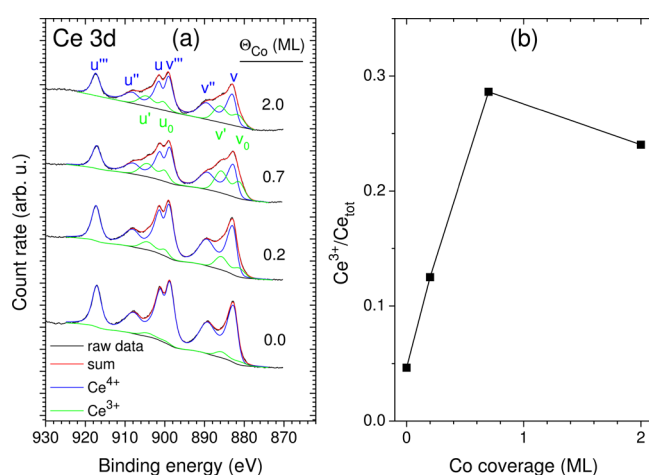 Ce 3d (a) Θ_Co (ML)
u''' u'' u v''' v'' v
2.0
u' u₀ v' v₀
0.7
0.2
0.0
raw data
sum
Ce⁴⁺
Ce³⁺
930 920 910 900 890 880 870
Binding energy (eV)
Count rate (arb. u.)
(b)
0.3
0.2
0.1
0.0
0 1 2
Co coverage (ML)
Ce³⁺/Ce_tot